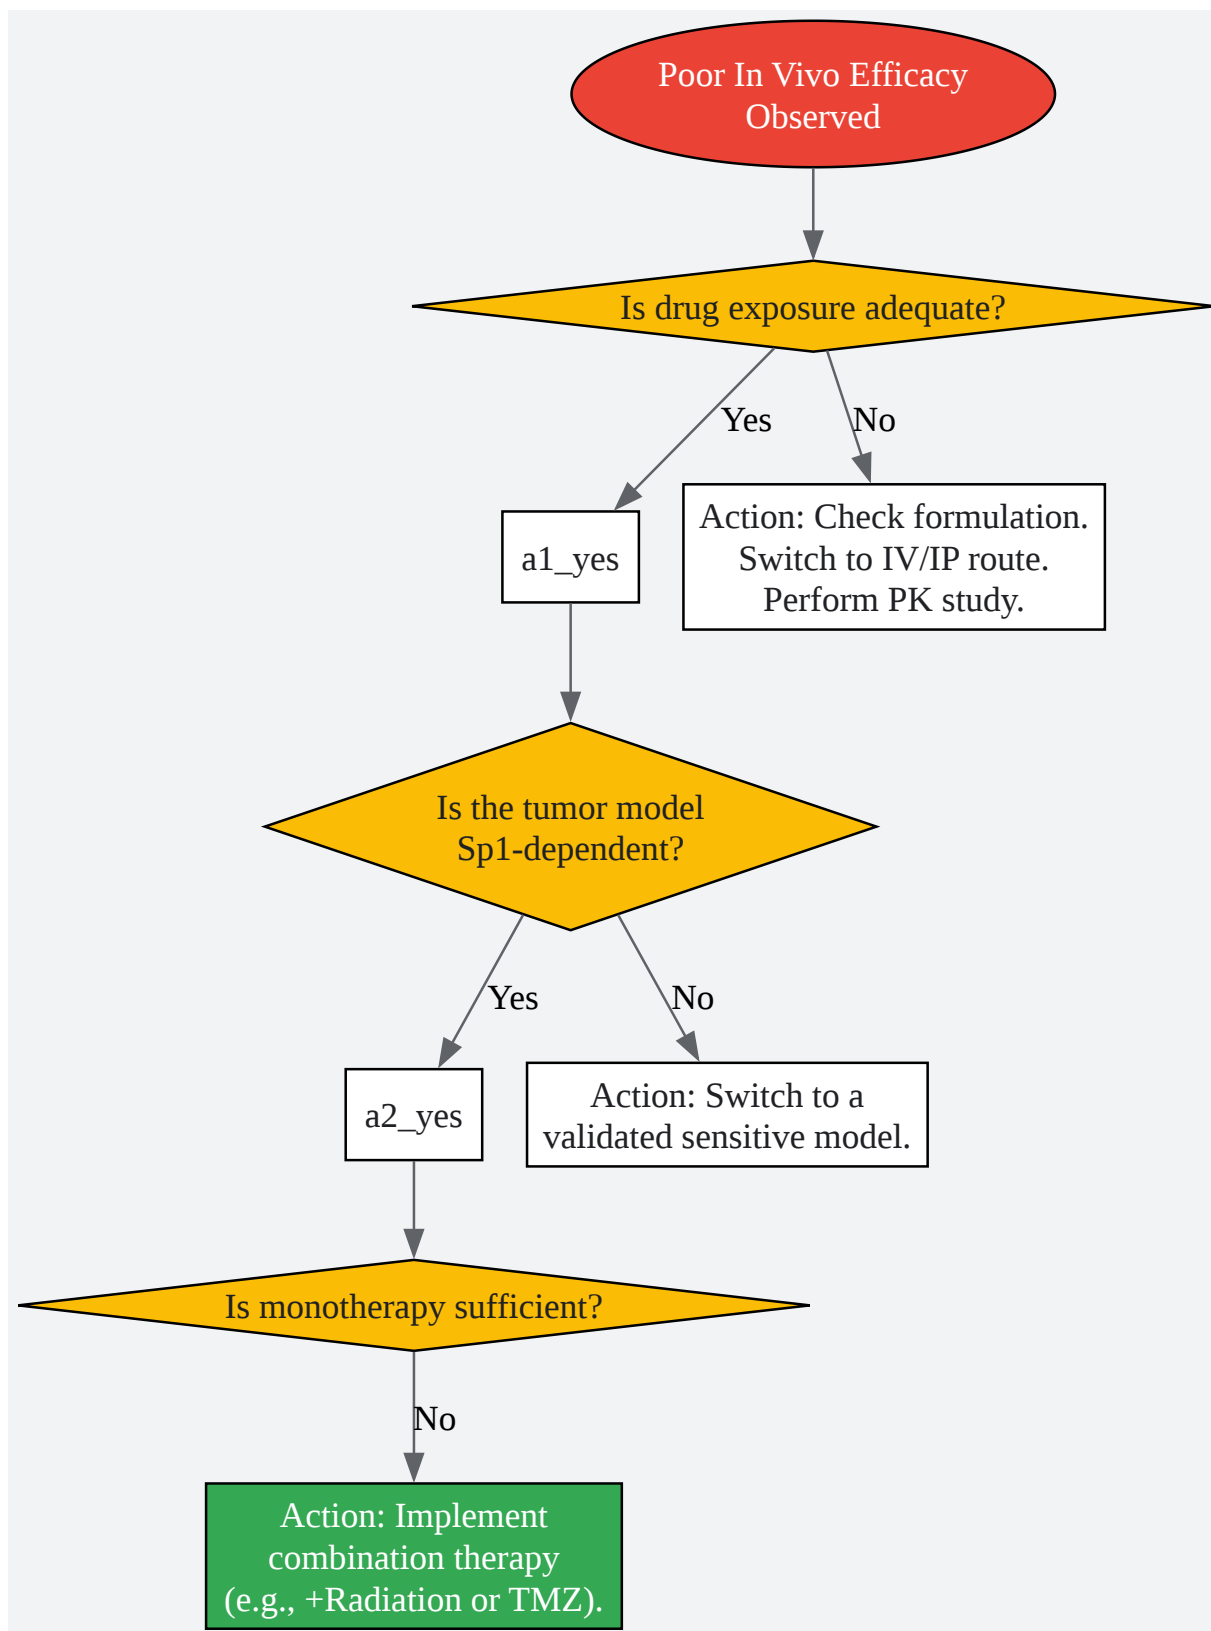 Poor In Vivo Efficacy
Observed
Is drug exposure adequate?
Yes
No
a1_yes
Action: Check formulation.
Switch to IV/IP route.
Perform PK study.
Is the tumor model
Sp1-dependent?
Yes
No
a2_yes
Action: Switch to a
validated sensitive model.
Is monotherapy sufficient?
No
Action: Implement
combination therapy
(e.g., +Radiation or TMZ).